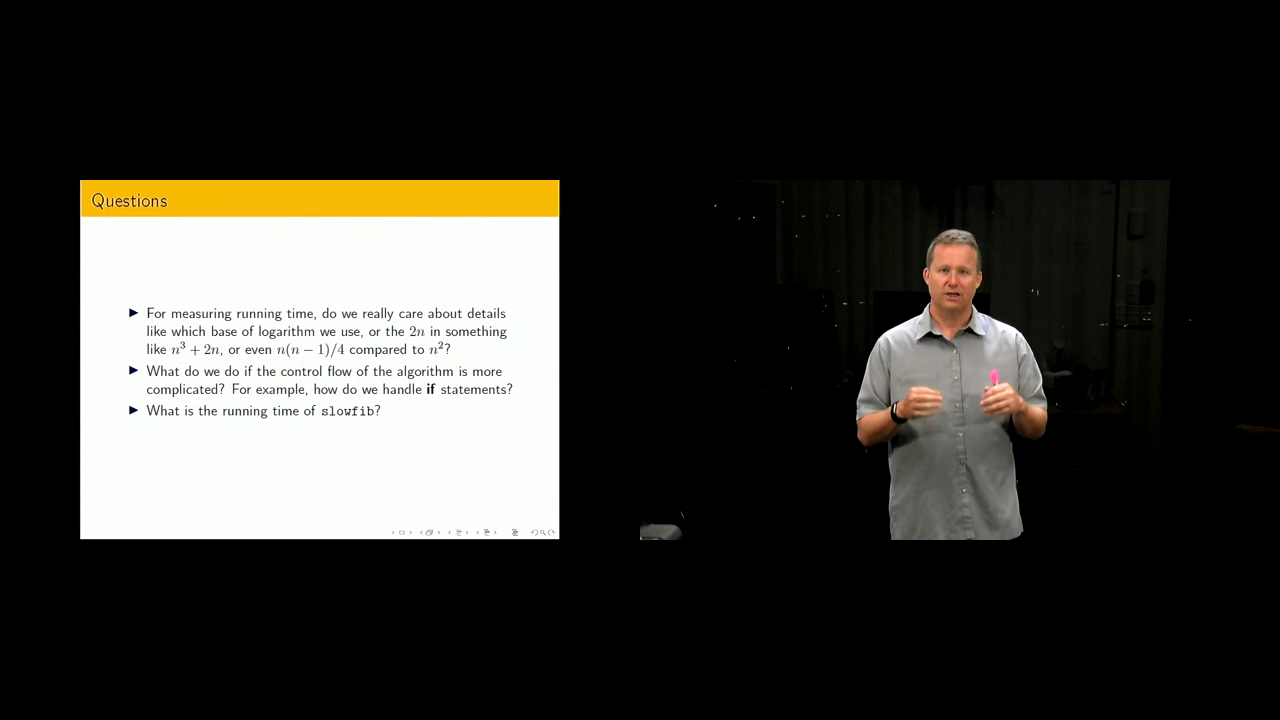 Questions
▶ For measuring running time, do we really care about details
like which base of logarithm we use, or the 2n in something
like n³ + 2n, or even n(n − 1)/4 compared to n²?
▶ What do we do if the control flow of the algorithm is more
complicated? For example, how do we handle if statements?
▶ What is the running time of slowfib?